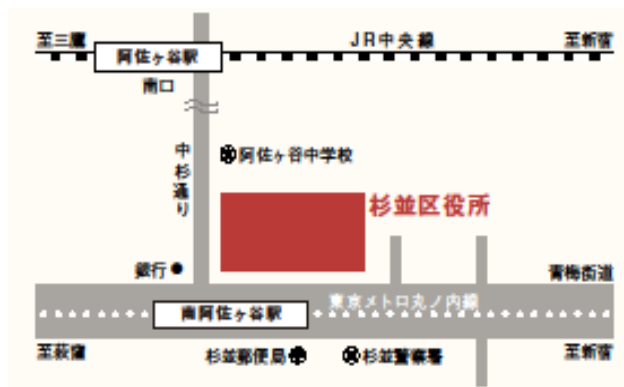 至三鷹
JR中央線
至新宿
阿佐ヶ谷駅
南口
中杉通り
阿佐ヶ谷中学校
杉並区役所
銀行
青梅街道
東京メトロ丸ノ内線
南阿佐ヶ谷駅
至荻窪
杉並郵便局
杉並警察署
至新宿